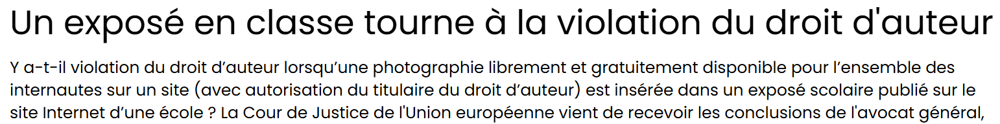 Un exposé en classe tourne à la violation du droit d'auteur
Y a-t-il violation du droit d’auteur lorsqu’une photographie librement et gratuitement disponible pour l’ensemble des
internautes sur un site (avec autorisation du titulaire du droit d’auteur) est insérée dans un exposé scolaire publié sur le
site Internet d’une école ? La Cour de Justice de l'Union européenne vient de recevoir les conclusions de l'avocat général,